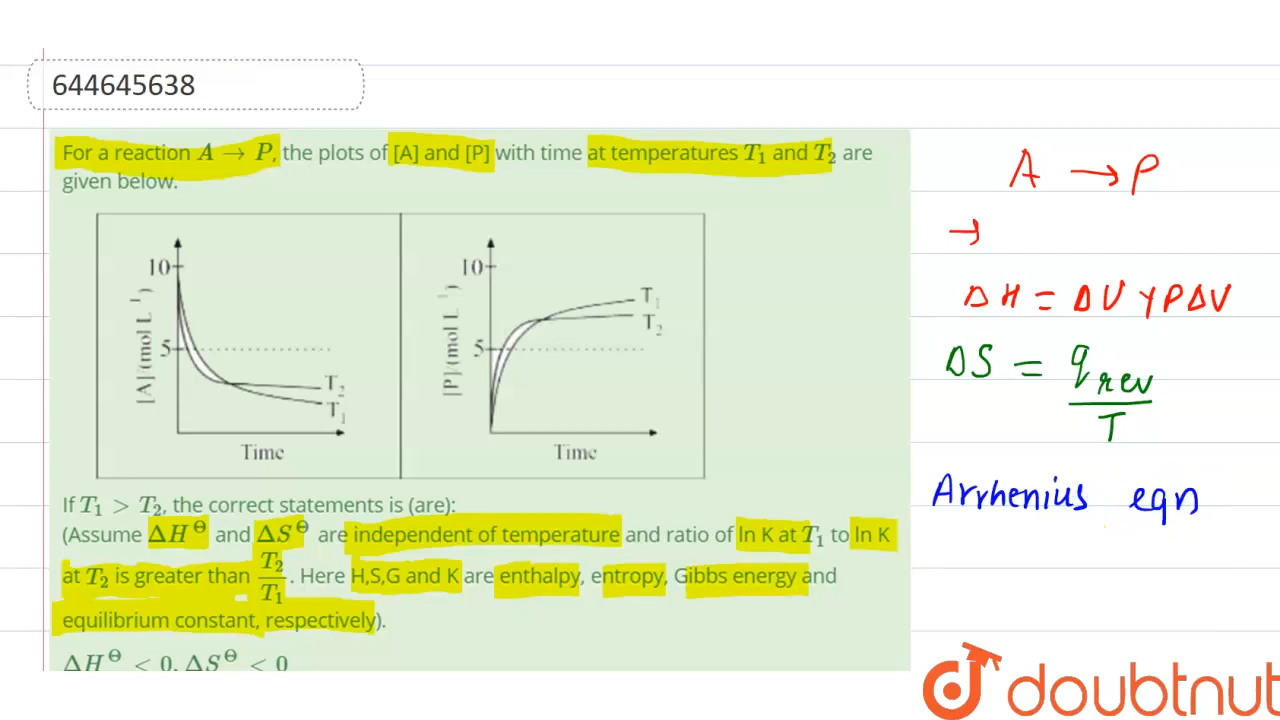 644645638
For a reaction A → P, the plots of [A] and [P] with time at temperatures T₁ and T₂ are
given below.
10
5
[A]/(mol L⁻¹)
T₂
T₁
Time
10
5
[P]/(mol L⁻¹)
T₁
T₂
Time
If T₁ > T₂, the correct statements is (are):
(Assume ΔH^Θ and ΔS^Θ are independent of temperature and ratio of ln K at T₁ to ln K
at T₂ is greater than T₂/T₁. Here H,S,G and K are enthalpy, entropy, Gibbs energy and
equilibrium constant, respectively).
ΔH^Θ < 0, ΔS^Θ < 0
A → P
→
ΔH = ΔU + PΔV
ΔS = q rev / T
Arrhenius eqn
doubtnut